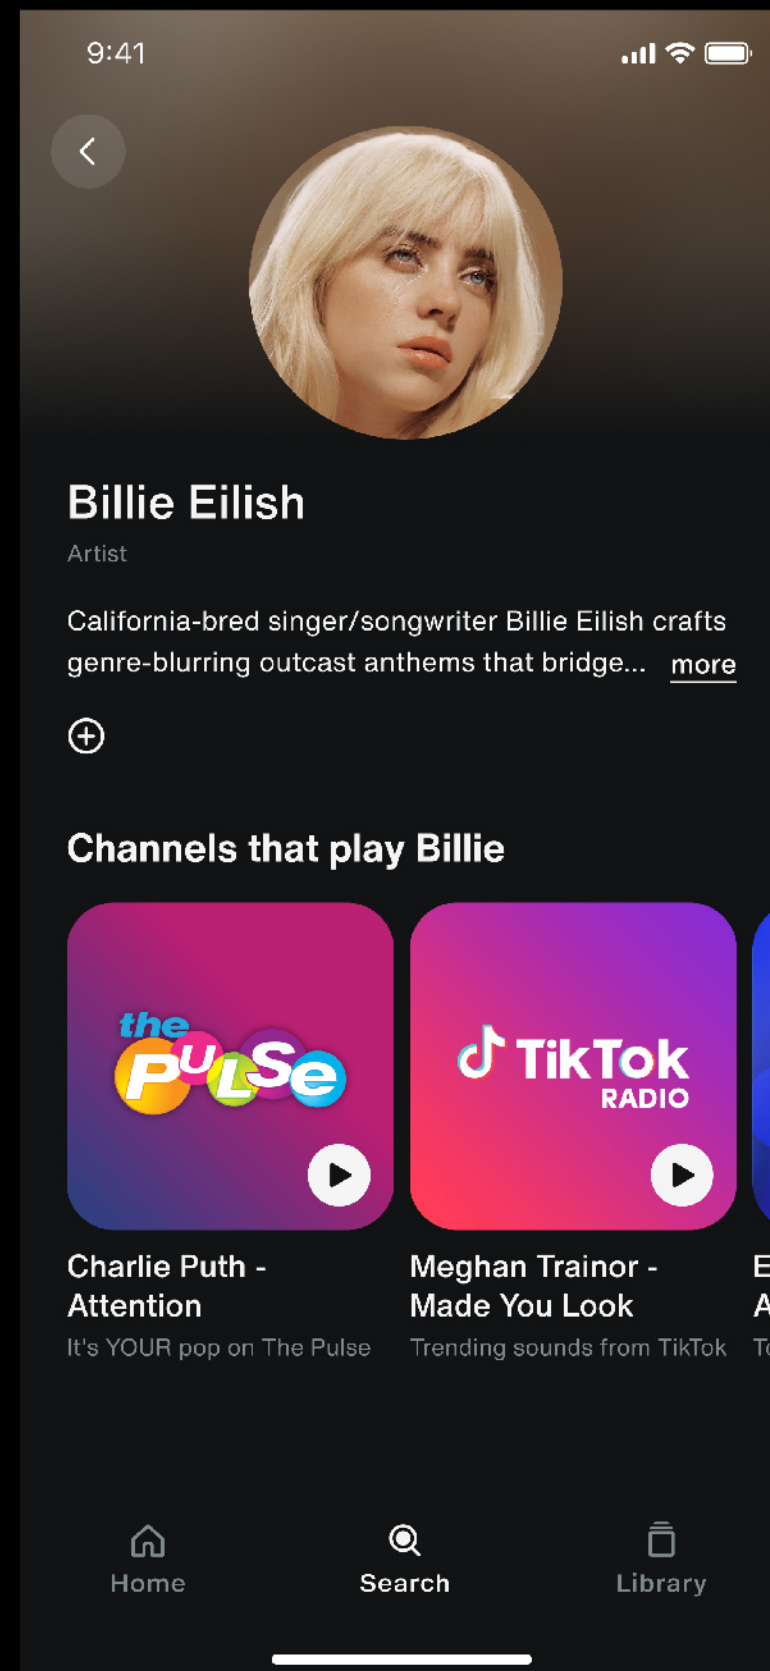 9:41
Billie Eilish
Artist
California-bred singer/songwriter Billie Eilish crafts
genre-blurring outcast anthems that bridge... more
Channels that play Billie
the
PULSe
TikTok
RADIO
Charlie Puth -
Attention
It's YOUR pop on The Pulse
Meghan Trainor -
Made You Look
Trending sounds from TikTok
Home
Search
Library